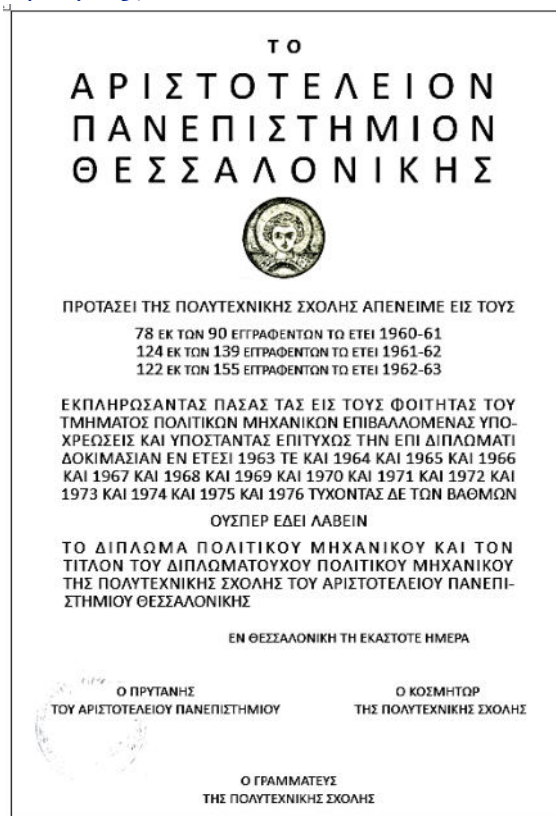 ΤΟ
ΑΡΙΣΤΟΤΕΛΕΙΟΝ
ΠΑΝΕΠΙΣΤΗΜΙΟΝ
ΘΕΣΣΑΛΟΝΙΚΗΣ
ΠΡΟΤΑΣΕΙ ΤΗΣ ΠΟΛΥΤΕΧΝΙΚΗΣ ΣΧΟΛΗΣ ΑΠΕΝΕΙΜΕ ΕΙΣ ΤΟΥΣ
78 ΕΚ ΤΩΝ 90 ΕΓΓΡΑΦΕΝΤΩΝ ΤΩ ΕΤΕΙ 1960-61
124 ΕΚ ΤΩΝ 139 ΕΓΓΡΑΦΕΝΤΩΝ ΤΩ ΕΤΕΙ 1961-62
122 ΕΚ ΤΩΝ 155 ΕΓΓΡΑΦΕΝΤΩΝ ΤΩ ΕΤΕΙ 1962-63
ΕΚΠΛΗΡΩΣΑΝΤΑΣ ΠΑΣΑΣ ΤΑΣ ΕΙΣ ΤΟΥΣ ΦΟΙΤΗΤΑΣ ΤΟΥ
ΤΜΗΜΑΤΟΣ ΠΟΛΙΤΙΚΩΝ ΜΗΧΑΝΙΚΩΝ ΕΠΙΒΑΛΛΟΜΕΝΑΣ ΥΠΟ-
ΧΡΕΩΣΕΙΣ ΚΑΙ ΥΠΟΣΤΑΝΤΑΣ ΕΠΙΤΥΧΩΣ ΤΗΝ ΕΠΙ ΔΙΠΛΩΜΑΤΙ
ΔΟΚΙΜΑΣΙΑΝ ΕΝ ΕΤΕΣΙ 1963 ΤΕ ΚΑΙ 1964 ΚΑΙ 1965 ΚΑΙ 1966
ΚΑΙ 1967 ΚΑΙ 1968 ΚΑΙ 1969 ΚΑΙ 1970 ΚΑΙ 1971 ΚΑΙ 1972 ΚΑΙ
1973 ΚΑΙ 1974 ΚΑΙ 1975 ΚΑΙ 1976 ΤΥΧΟΝΤΑΣ ΔΕ ΤΩΝ ΒΑΘΜΩΝ
ΟΥΣΠΕΡ ΕΔΕΙ ΛΑΒΕΙΝ
ΤΟ ΔΙΠΛΩΜΑ ΠΟΛΙΤΙΚΟΥ ΜΗΧΑΝΙΚΟΥ ΚΑΙ ΤΟΝ
ΤΙΤΛΟΝ ΤΟΥ ΔΙΠΛΩΜΑΤΟΥΧΟΥ ΠΟΛΙΤΙΚΟΥ ΜΗΧΑΝΙΚΟΥ
ΤΗΣ ΠΟΛΥΤΕΧΝΙΚΗΣ ΣΧΟΛΗΣ ΤΟΥ ΑΡΙΣΤΟΤΕΛΕΙΟΥ ΠΑΝΕΠΙ-
ΣΤΗΜΙΟΥ ΘΕΣΣΑΛΟΝΙΚΗΣ
ΕΝ ΘΕΣΣΑΛΟΝΙΚΗ ΤΗ ΕΚΑΣΤΟΤΕ ΗΜΕΡΑ
Ο ΠΡΥΤΑΝΗΣ
ΤΟΥ ΑΡΙΣΤΟΤΕΛΕΙΟΥ ΠΑΝΕΠΙΣΤΗΜΙΟΥ
Ο ΚΟΣΜΗΤΩΡ
ΤΗΣ ΠΟΛΥΤΕΧΝΙΚΗΣ ΣΧΟΛΗΣ
Ο ΓΡΑΜΜΑΤΕΥΣ
ΤΗΣ ΠΟΛΥΤΕΧΝΙΚΗΣ ΣΧΟΛΗΣ